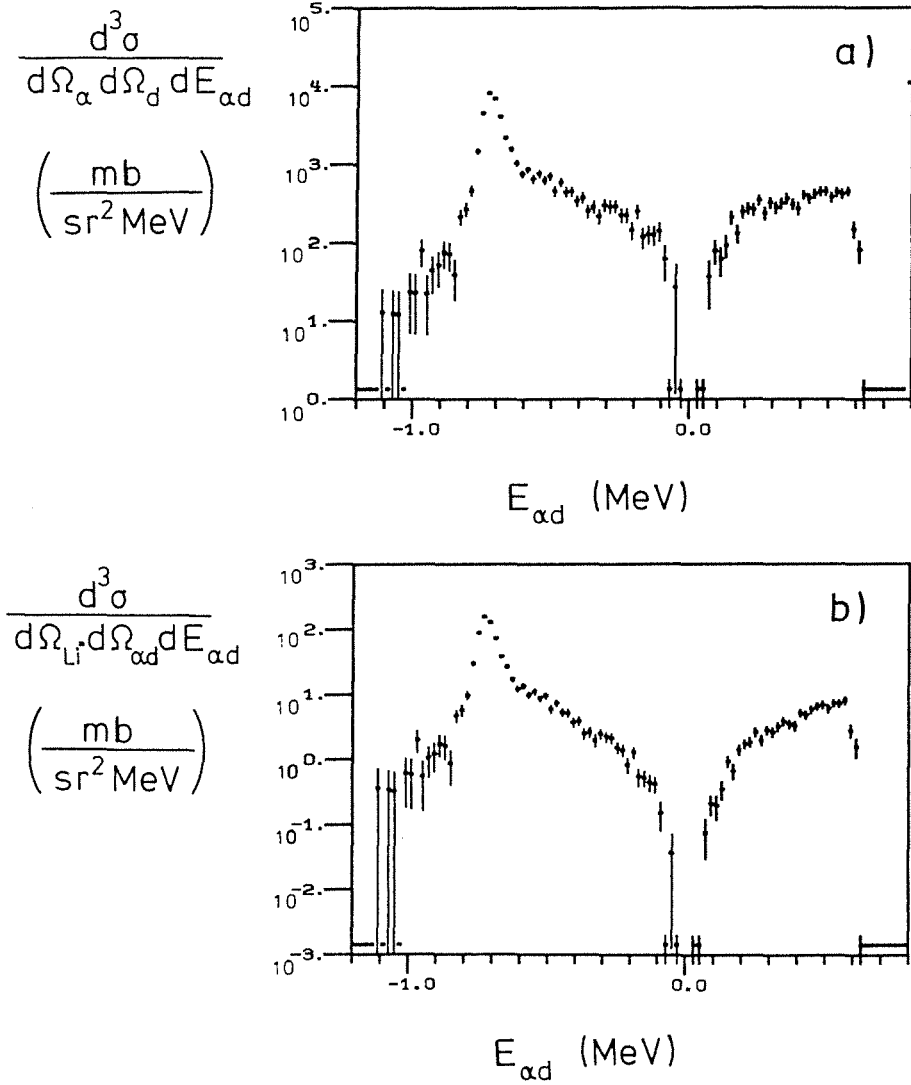 d³σ
dΩ_α dΩ_d dE_αd
(mb / sr² MeV)
a)
10⁵.
10⁴.
10³.
10².
10¹.
10⁰.
-1.0 0.0
E_αd (MeV)
d³σ
dΩ_Li* dΩ_αd dE_αd
(mb / sr² MeV)
b)
10³.
10².
10¹.
10⁰.
10⁻¹.
10⁻².
10⁻³.
-1.0 0.0
E_αd (MeV)